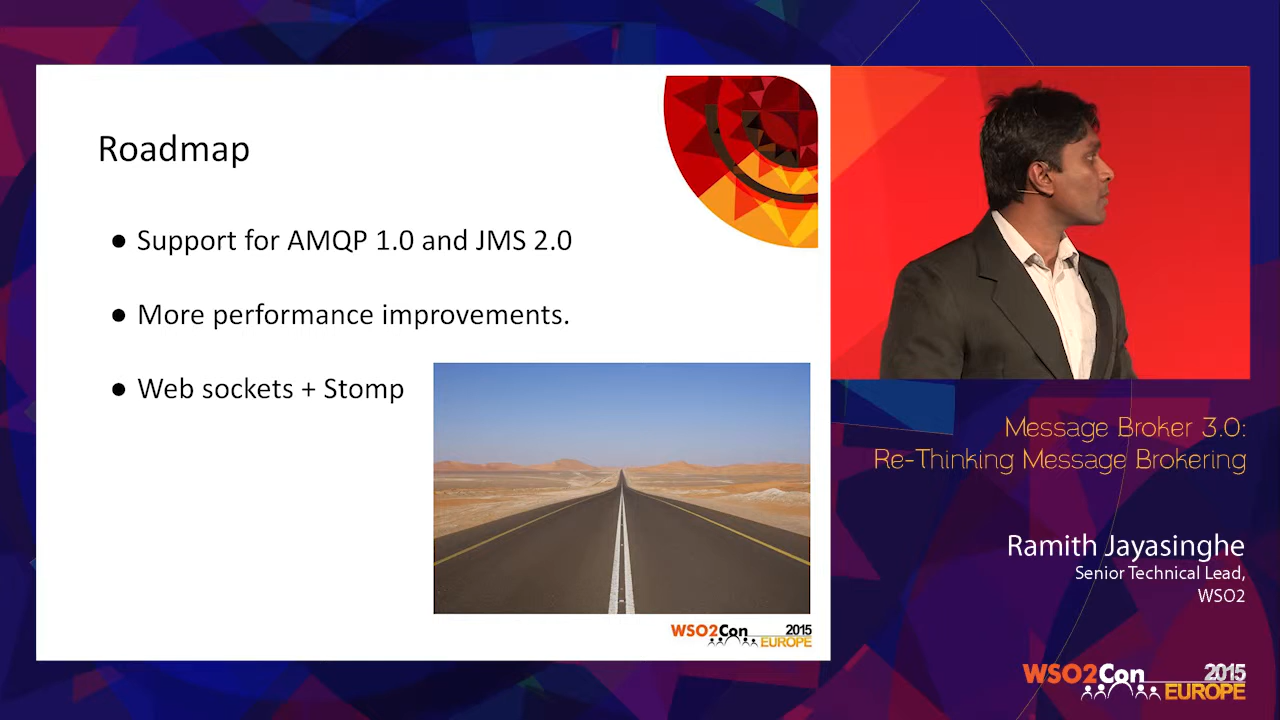 Roadmap
● Support for AMQP 1.0 and JMS 2.0
● More performance improvements.
● Web sockets + Stomp
WSO2Con 2015
EUROPE
Message Broker 3.0:
Re-Thinking Message Brokering
Ramith Jayasinghe
Senior Technical Lead,
WSO2
WSO2Con 2015
EUROPE